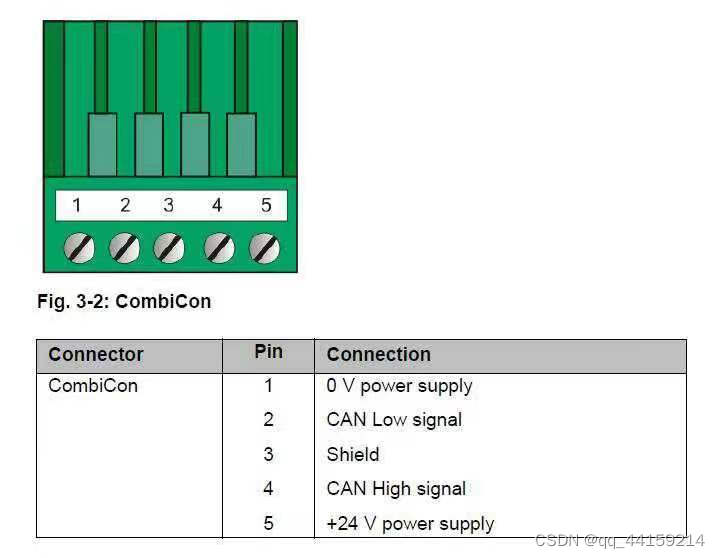 1 2 3 4 5
Fig. 3-2: CombiCon
Connector Pin Connection
CombiCon 1 0 V power supply
2 CAN Low signal
3 Shield
4 CAN High signal
5 +24 V power supply
CSDN @qq_44159214